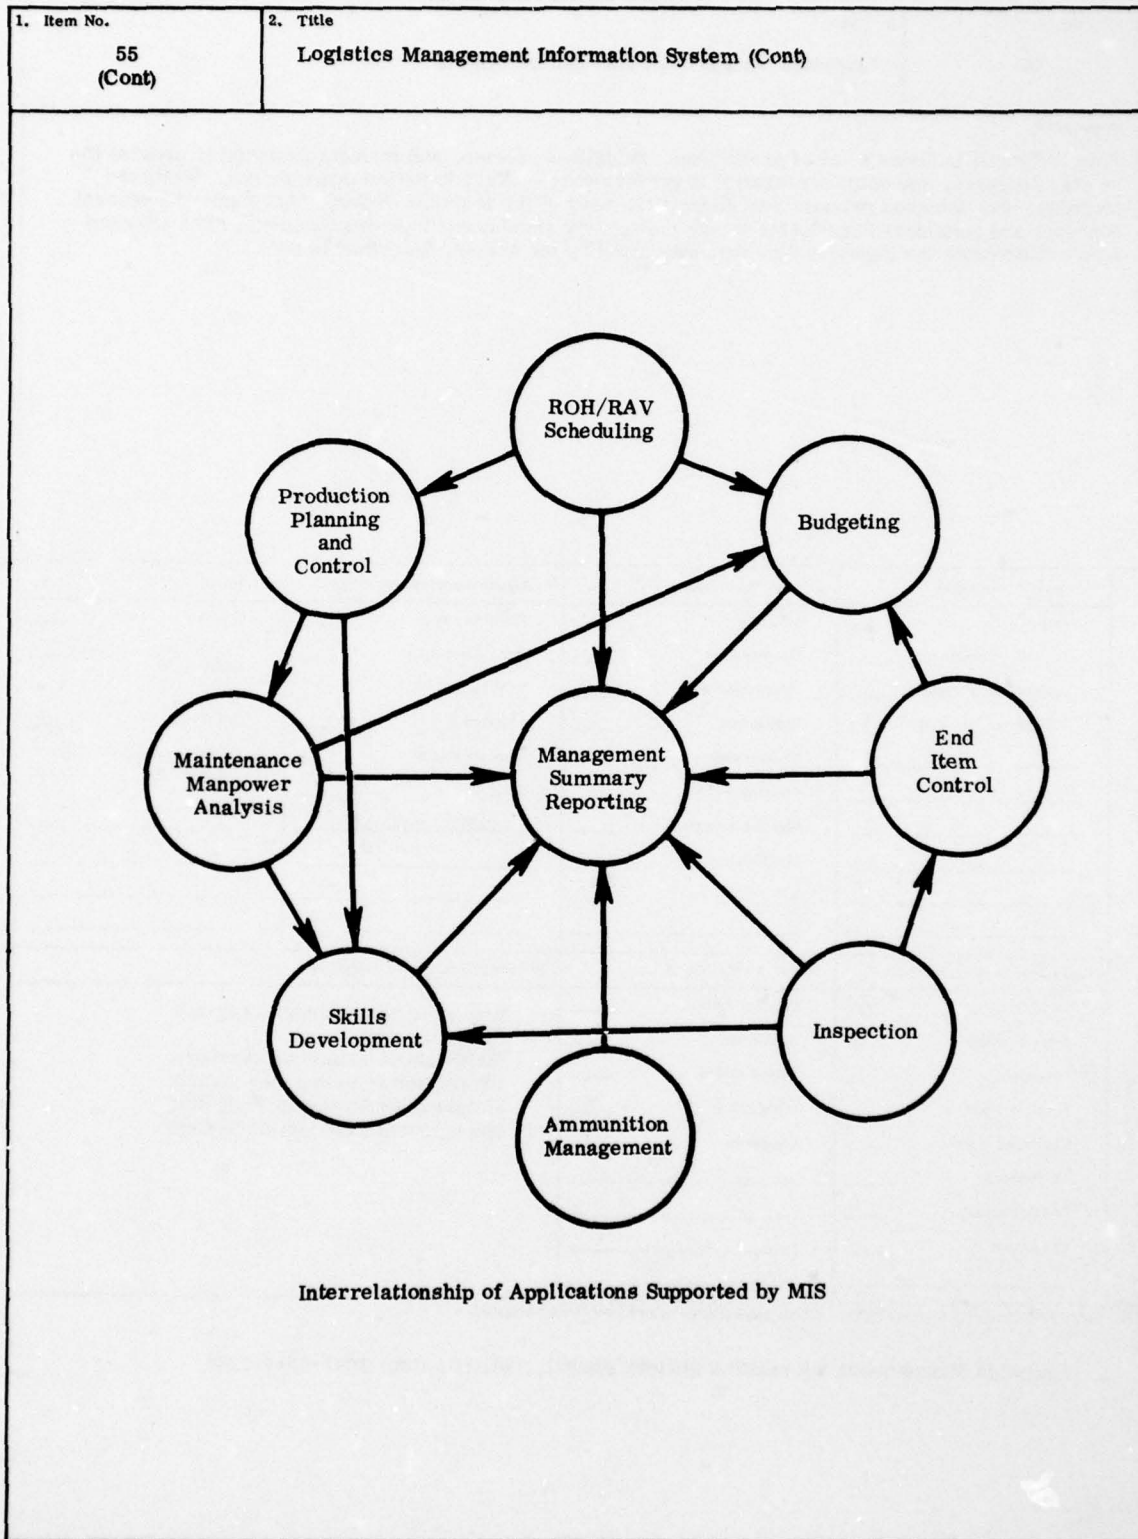 1. Item No.
55
(Cont)
2. Title
Logistics Management Information System (Cont)
ROH/RAV
Scheduling
Production
Planning
and
Control
Budgeting
Maintenance
Manpower
Analysis
Management
Summary
Reporting
End
Item
Control
Skills
Development
Inspection
Ammunition
Management
Interrelationship of Applications Supported by MIS